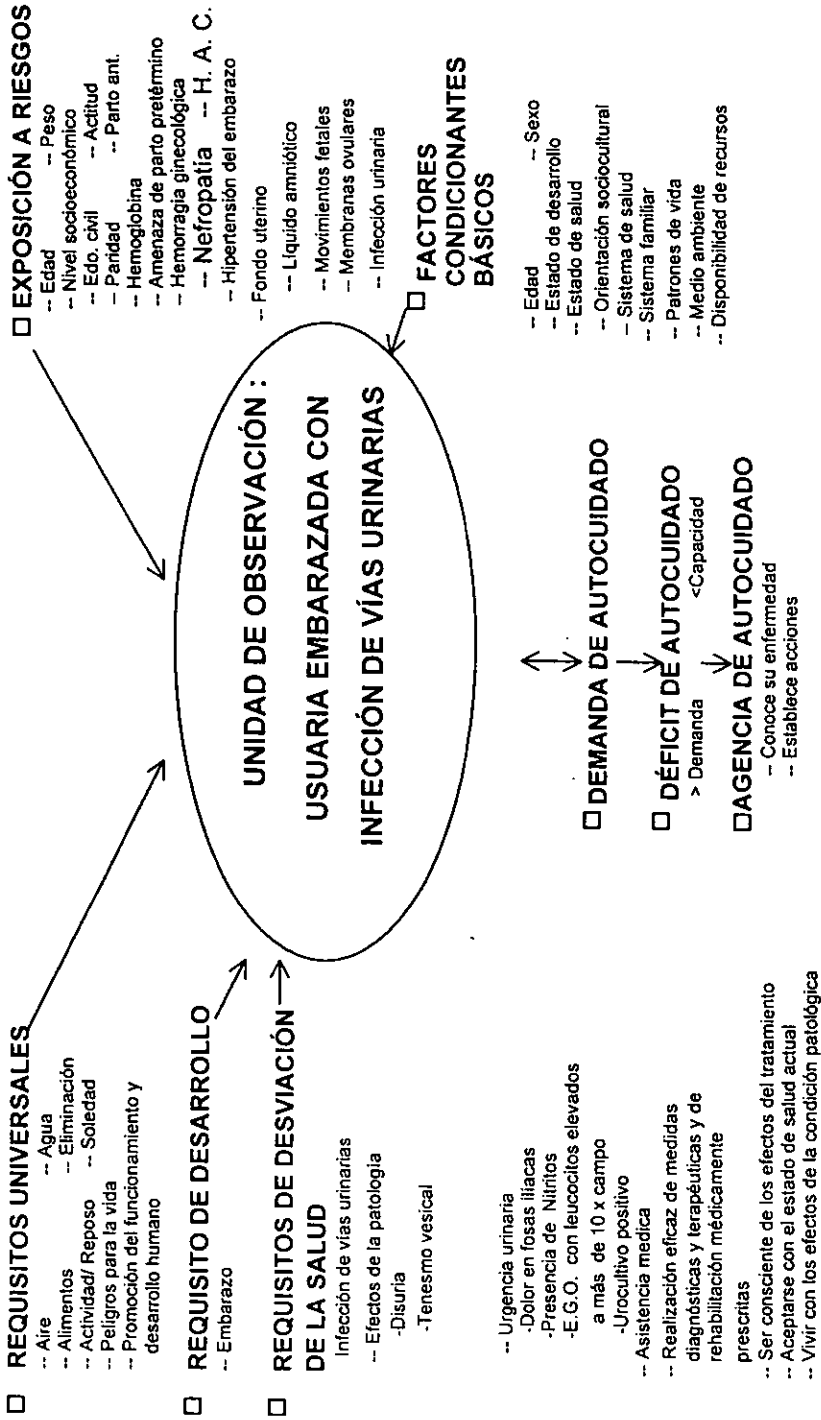 □ REQUISITOS UNIVERSALES
-- Aire -- Agua
-- Alimentos -- Eliminación
-- Actividad/ Reposo -- Soledad
-- Peligros para la vida
-- Promoción del funcionamiento y
desarrollo humano
□ REQUISITO DE DESARROLLO
-- Embarazo
□ REQUISITOS DE DESVIACIÓN
DE LA SALUD
Infección de vías urinarias
-- Efectos de la patología
-Disuria
-Tenesmo vesical
-- Urgencia urinaria
-Dolor en fosas iliacas
-Presencia de Nitritos
-E.G.O. con leucocitos elevados
a más de 10 x campo
-Urocultivo positivo
-- Asistencia medica
-- Realización eficaz de medidas
diagnósticas y terapéuticas y de
rehabilitación médicamente
prescritas
-- Ser consciente de los efectos del tratamiento
-- Aceptarse con el estado de salud actual
-- Vivir con los efectos de la condición patológica
UNIDAD DE OBSERVACIÓN :
USUARIA EMBARAZADA CON
INFECCIÓN DE VÍAS URINARIAS
□ DEMANDA DE AUTOCUIDADO
□ DÉFICIT DE AUTOCUIDADO
> Demanda <Capacidad
□AGENCIA DE AUTOCUIDADO
-- Conoce su enfermedad
-- Establece acciones
□ EXPOSICIÓN A RIESGOS
-- Edad -- Peso
-- Nivel socioeconómico
-- Edo. civil -- Actitud
-- Paridad -- Parto ant.
-- Hemoglobina
-- Amenaza de parto pretérmino
-- Hemorragia ginecológica
-- Nefropatia -- H. A. C.
-- Hipertensión del embarazo
-- Fondo uterino
-- Líquido amniótico
-- Movimientos fetales
-- Membranas ovulares
-- Infección urinaria
□ FACTORES
CONDICIONANTES
BÁSICOS
-- Edad -- Sexo
-- Estado de desarrollo
-- Estado de salud
-- Orientación sociocultural
-- Sistema de salud
-- Sistema familiar
-- Patrones de vida
-- Medio ambiente
-- Disponibilidad de recursos